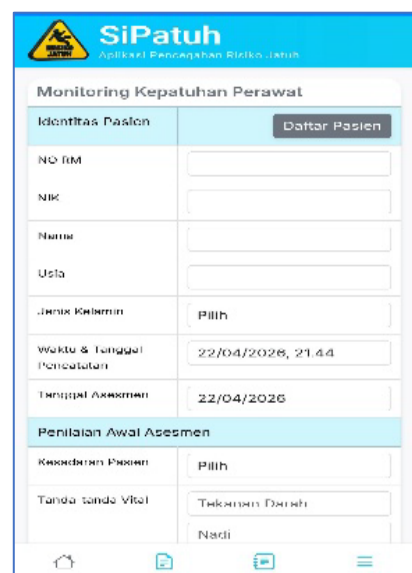 RISIKO
JATUH
SiPatuh
Aplikasi Pencegahan Risiko Jatuh
Monitoring Kepatuhan Perawat
Identitas Pasien
Daftar Pasien
NO RM
NIK
Nama
Usia
Jenis Kelamin
Pilih
Waktu & Tanggal
Pencatatan
22/04/2026, 21.44
Tanggal Asesmen
22/04/2026
Penilaian Awal Asesmen
Kesadaran Pasien
Pilih
Tanda-tanda Vital
Tekanan Darah
Nadi